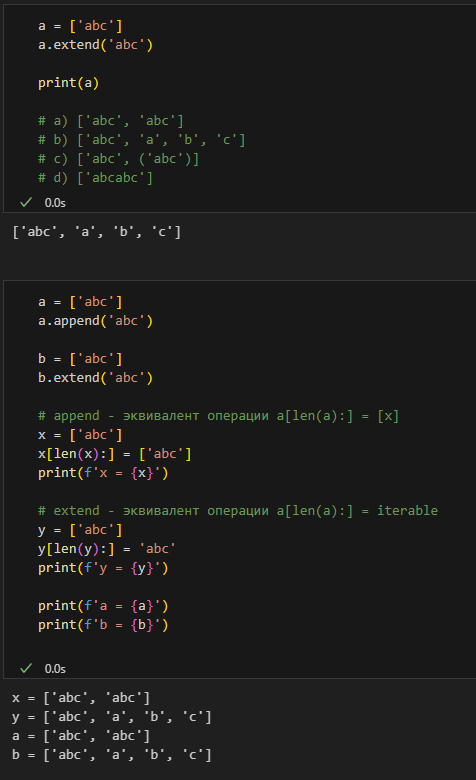 a = ['abc']
a.extend('abc')
print(a)
# a) ['abc', 'abc']
# b) ['abc', 'a', 'b', 'c']
# c) ['abc', ('abc')]
# d) ['abcabc']
✓ 0.0s
['abc', 'a', 'b', 'c']
a = ['abc']
a.append('abc')
b = ['abc']
b.extend('abc')
# append - эквивалент операции a[len(a):] = [x]
x = ['abc']
x[len(x):] = ['abc']
print(f'x = {x}')
# extend - эквивалент операции a[len(a):] = iterable
y = ['abc']
y[len(y):] = 'abc'
print(f'y = {y}')
print(f'a = {a}')
print(f'b = {b}')
✓ 0.0s
x = ['abc', 'abc']
y = ['abc', 'a', 'b', 'c']
a = ['abc', 'abc']
b = ['abc', 'a', 'b', 'c']